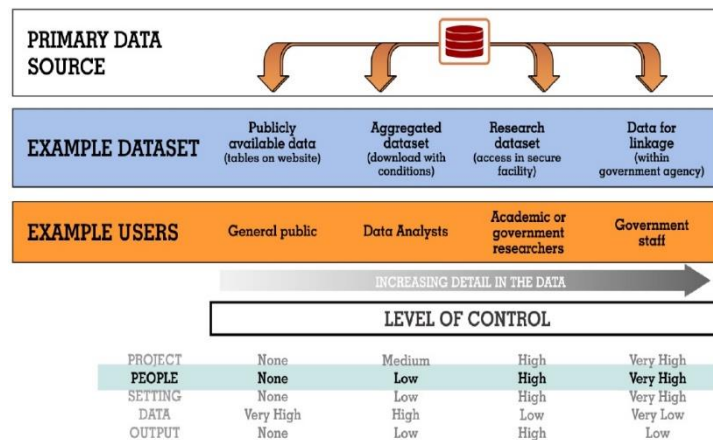 PRIMARY DATA
SOURCE
EXAMPLE DATASET
Publicly
available data
(tables on website)
Aggregated
dataset
(download with
conditions)
Research
dataset
(access in secure
facility)
Data for
linkage
(within
government agency)
EXAMPLE USERS
General public
Data Analysts
Academic or
government
researchers
Government
staff
INCREASING DETAIL IN THE DATA
LEVEL OF CONTROL
PROJECT None Medium High Very High
PEOPLE None Low High Very High
SETTING None Low High Very High
DATA Very High High Low Very Low
OUTPUT None Low High Low